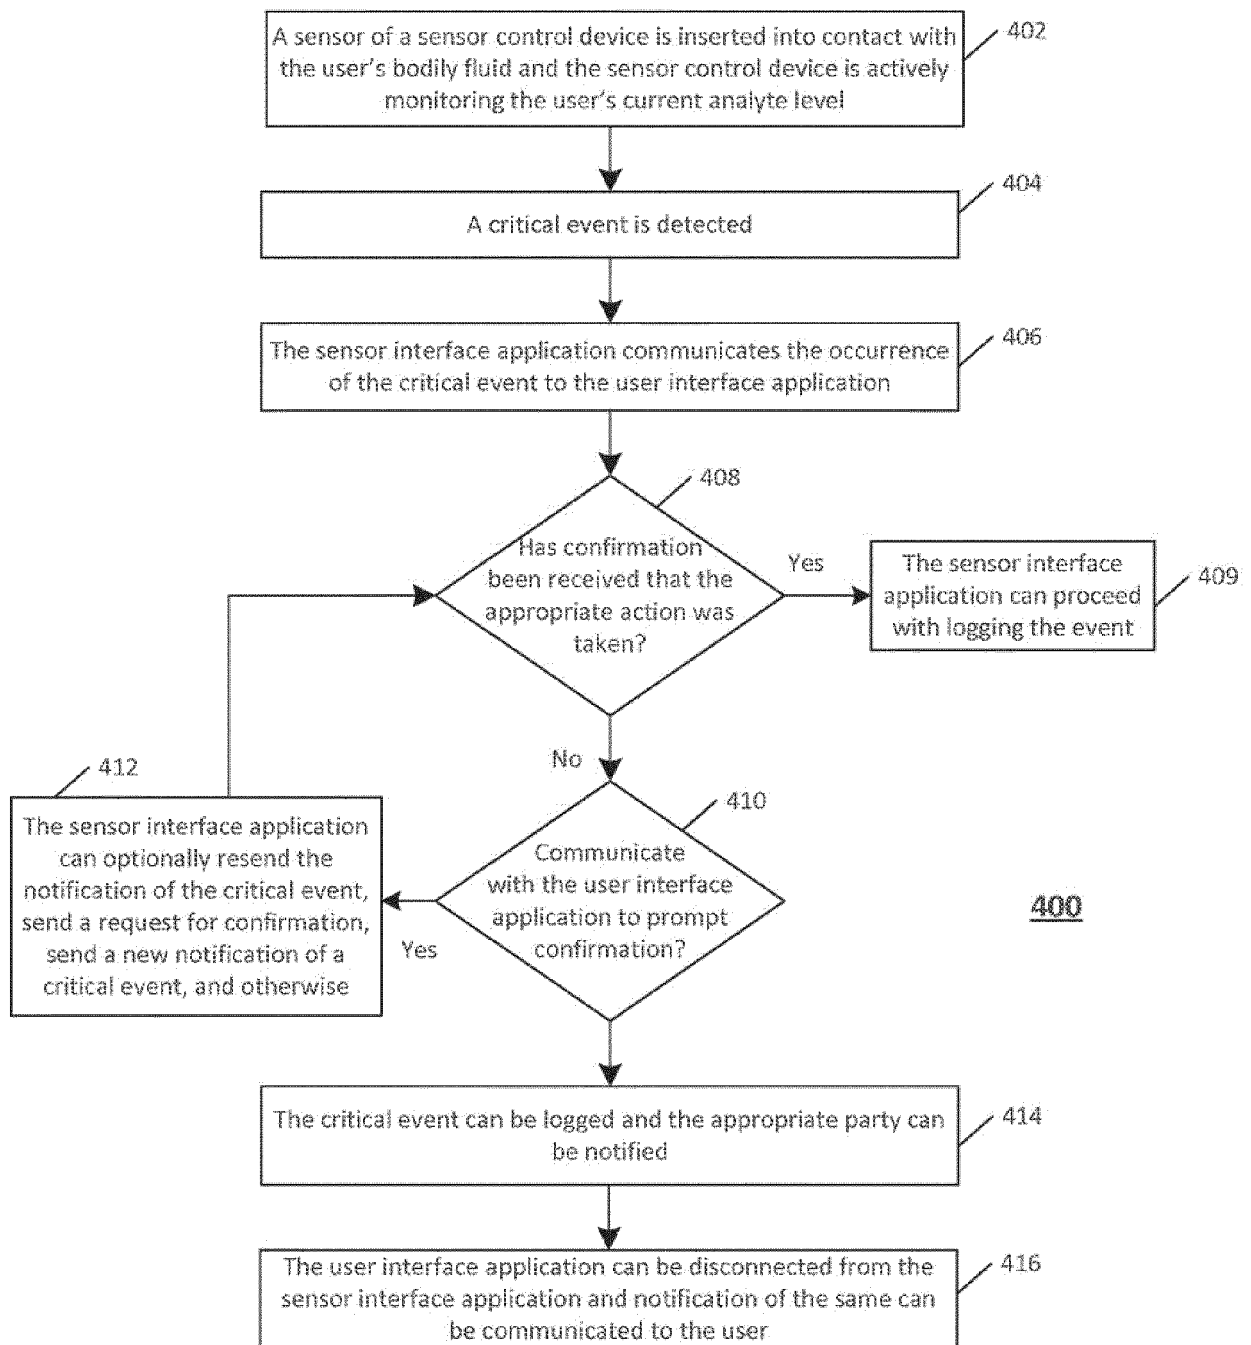 A sensor of a sensor control device is inserted into contact with
the user's bodily fluid and the sensor control device is actively
monitoring the user's current analyte level
402
A critical event is detected
404
The sensor interface application communicates the occurrence
of the critical event to the user interface application
406
408
Has confirmation
been received that the
appropriate action was
taken?
Yes
The sensor interface
application can proceed
with logging the event
409
No
412
The sensor interface application
can optionally resend the
notification of the critical event,
send a request for confirmation,
send a new notification of a
critical event, and otherwise
410
Communicate
with the user interface
application to prompt
confirmation?
Yes
400
The critical event can be logged and the appropriate party can
be notified
414
The user interface application can be disconnected from the
sensor interface application and notification of the same can
be communicated to the user
416